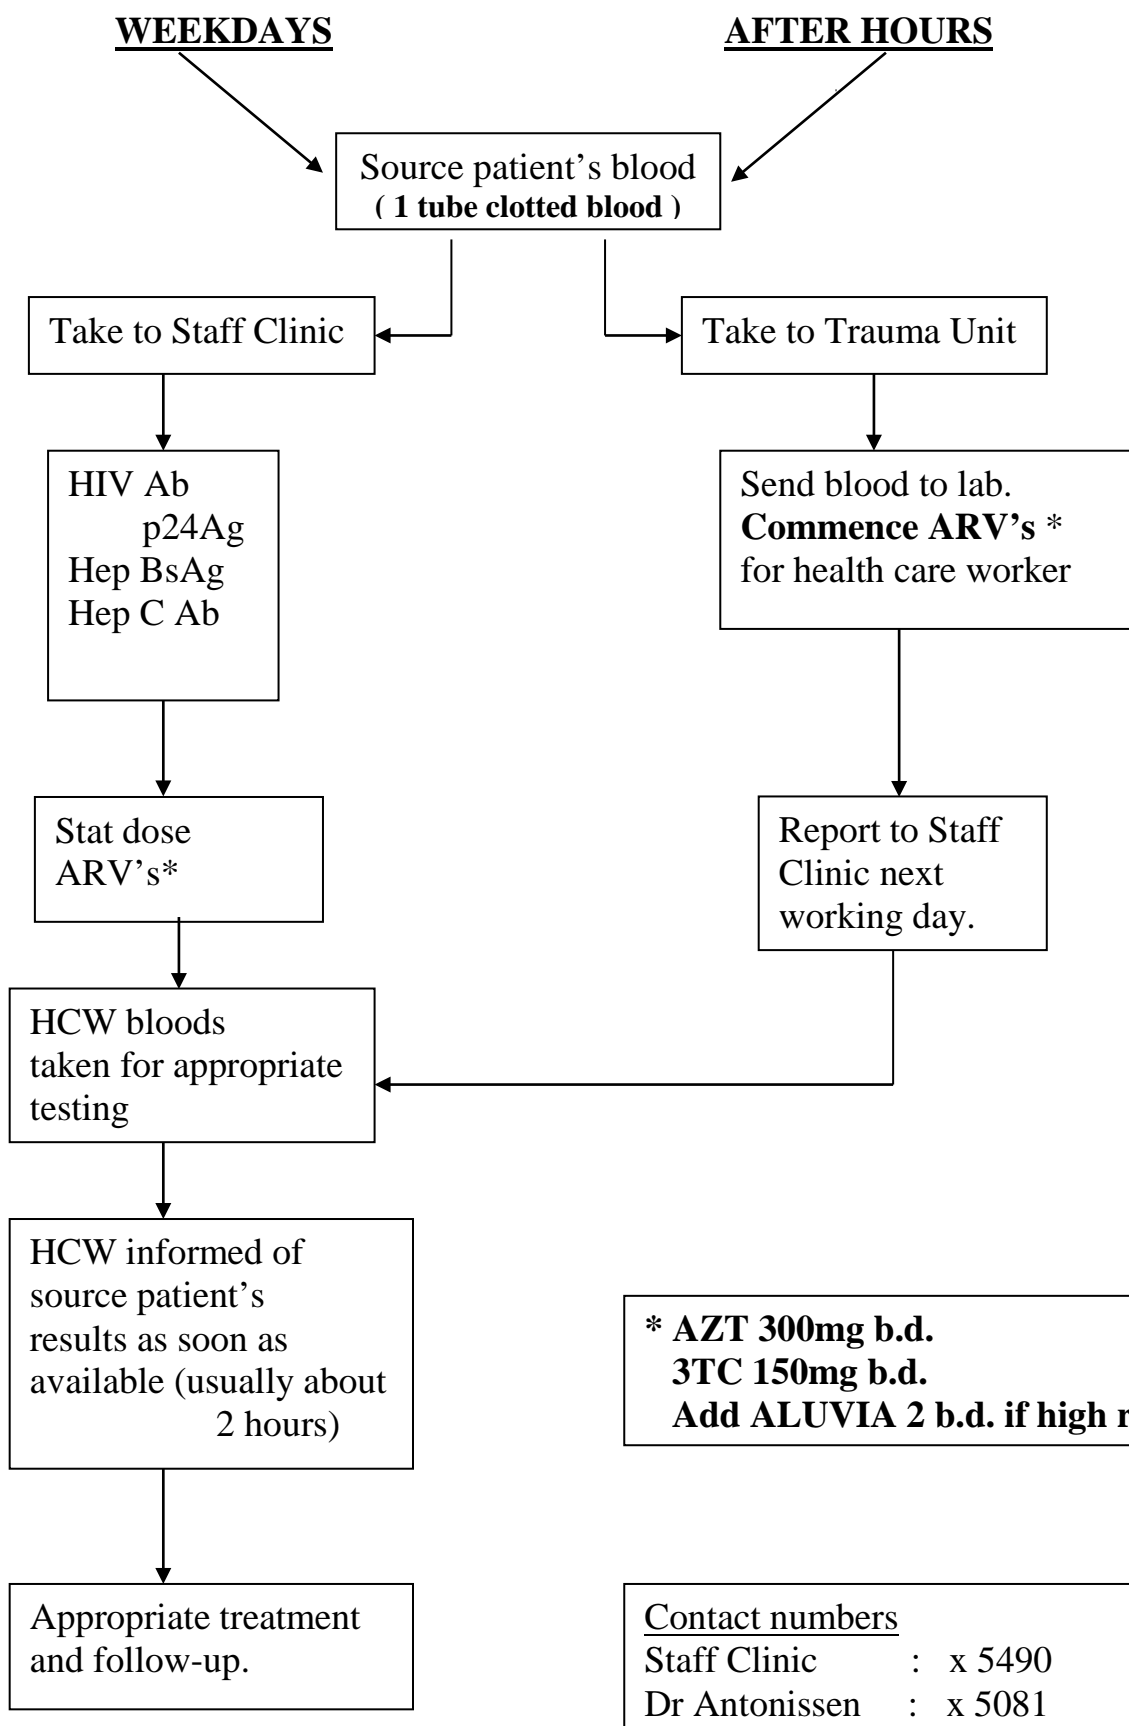 WEEKDAYS
AFTER HOURS
Source patient’s blood
( 1 tube clotted blood )
Take to Staff Clinic
Take to Trauma Unit
HIV Ab
p24Ag
Hep BsAg
Hep C Ab
Send blood to lab.
Commence ARV’s *
for health care worker
Stat dose
ARV’s*
Report to Staff
Clinic next
working day.
HCW bloods
taken for appropriate
testing
HCW informed of
source patient’s
results as soon as
available (usually about
2 hours)
* AZT 300mg b.d.
3TC 150mg b.d.
Add ALUVIA 2 b.d. if high
Appropriate treatment
and follow-up.
Contact numbers
Staff Clinic : x 5490
Dr Antonissen : x 5081